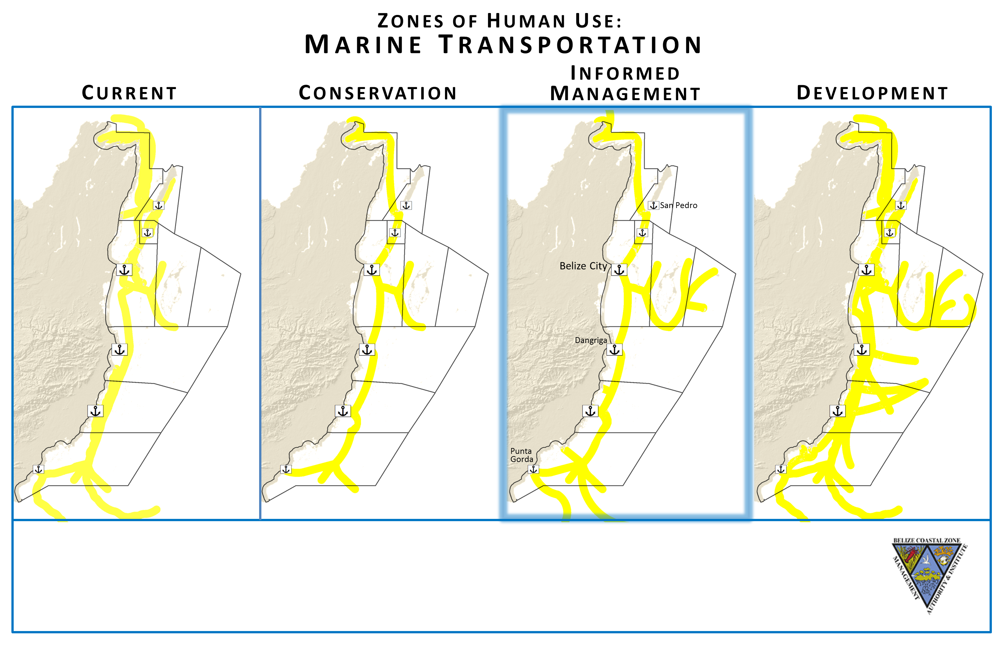 ZONES OF HUMAN USE:
MARINE TRANSPORTATION
CURRENT
CONSERVATION
INFORMED
MANAGEMENT
DEVELOPMENT
San Pedro
Belize City
Dangriga
Punta
Gorda
BELIZE COASTAL ZONE
MANAGEMENT
AUTHORITY & INSTITUTE